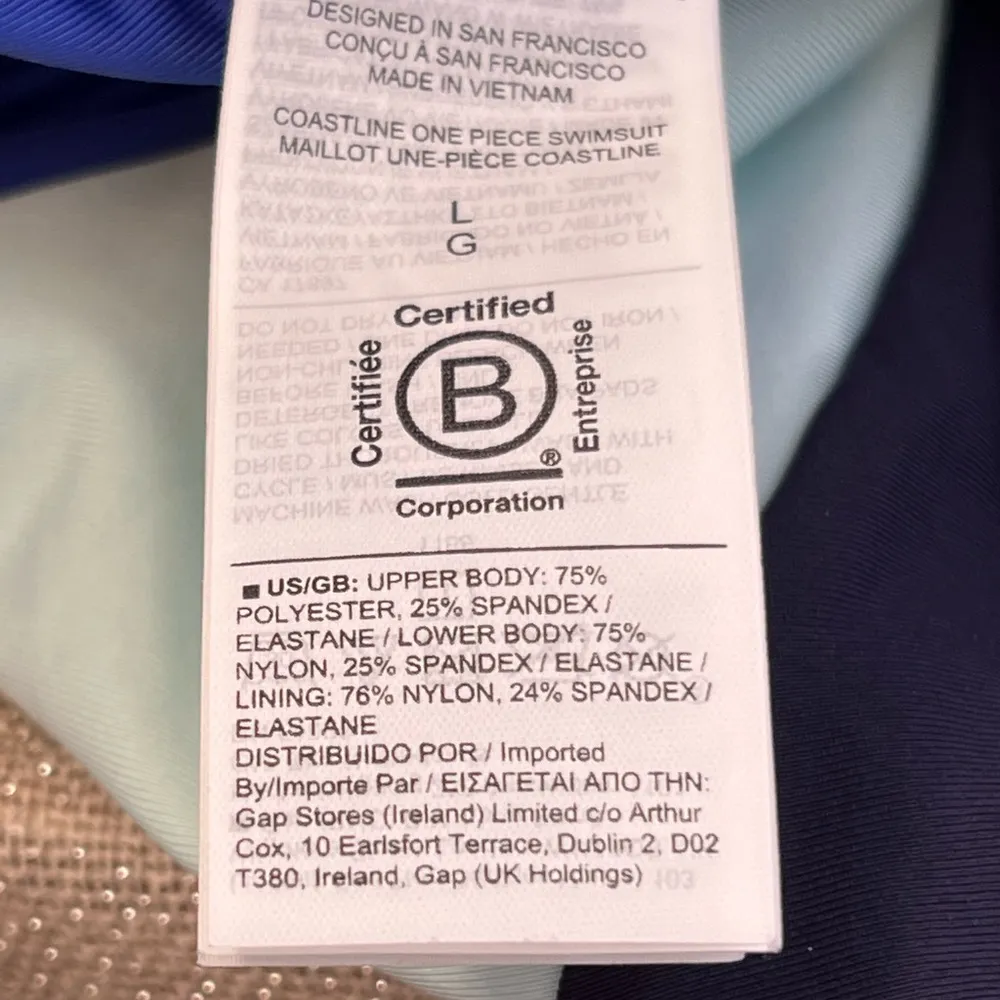 DESIGNED IN SAN FRANCISCO
CONÇU À SAN FRANCISCO
MADE IN VIETNAM
COASTLINE ONE PIECE SWIMSUIT
MAILLOT UNE-PIÈCE COASTLINE
L
G
Certified
Certifiée
B
Entreprise
®
Corporation
■ US/GB: UPPER BODY: 75%
POLYESTER, 25% SPANDEX /
ELASTANE / LOWER BODY: 75%
NYLON, 25% SPANDEX / ELASTANE /
LINING: 76% NYLON, 24% SPANDEX /
ELASTANE
DISTRIBUIDO POR / Imported
By/Importe Par / ΕΙΣΑΓΕΤΑΙ ΑΠΟ ΤΗΝ:
Gap Stores (Ireland) Limited c/o Arthur
Cox, 10 Earlsfort Terrace, Dublin 2, D02
T380, Ireland, Gap (UK Holdings)